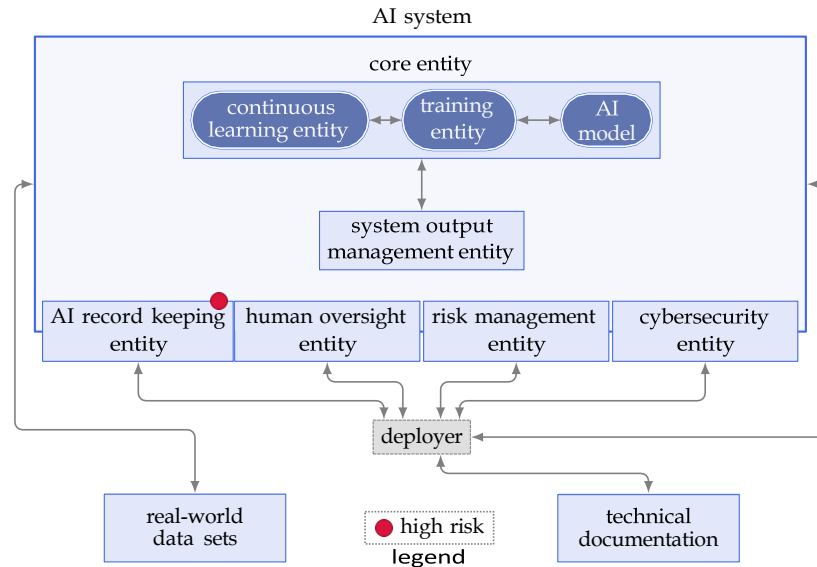 AI system
core entity
continuous
learning entity
training
entity
AI
model
system output
management entity
AI record keeping
entity
human oversight
entity
risk management
entity
cybersecurity
entity
deployer
real-world
data sets
high risk
legend
technical
documentation